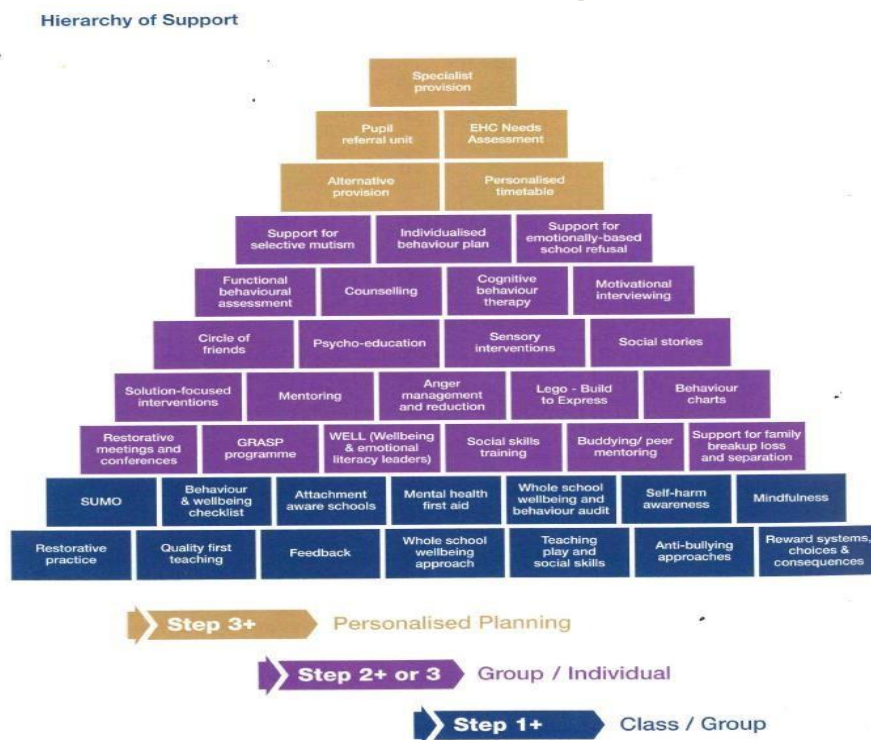 Hierarchy of Support
Specialist
provision
Pupil
referral unit
EHC Needs
Assessment
Alternative
provision
Personalised
timetable
Support for
selective mutism
Individualised
behaviour plan
Support for
emotionally-based
school refusal
Functional
behavioural
assessment
Counselling
Cognitive
behaviour
therapy
Motivational
interviewing
Circle of
friends
Psycho-education
Sensory
interventions
Social stories
Solution-focused
interventions
Mentoring
Anger
management
and reduction
Lego - Build
to Express
Behaviour
charts
Restorative
meetings and
conferences
GRASP
programme
WELL (Wellbeing
& emotional
literacy leaders)
Social skills
training
Buddying/ peer
mentoring
Support for family
breakup loss
and separation
SUMO
Behaviour
& wellbeing
checklist
Attachment
aware schools
Mental health
first aid
Whole school
wellbeing and
behaviour audit
Self-harm
awareness
Mindfulness
Restorative
practice
Quality first
teaching
Feedback
Whole school
wellbeing
approach
Teaching
play and
social skills
Anti-bullying
approaches
Reward systems,
choices &
consequences
Step 3+ Personalised Planning
Step 2+ or 3 Group / Individual
Step 1+ Class / Group